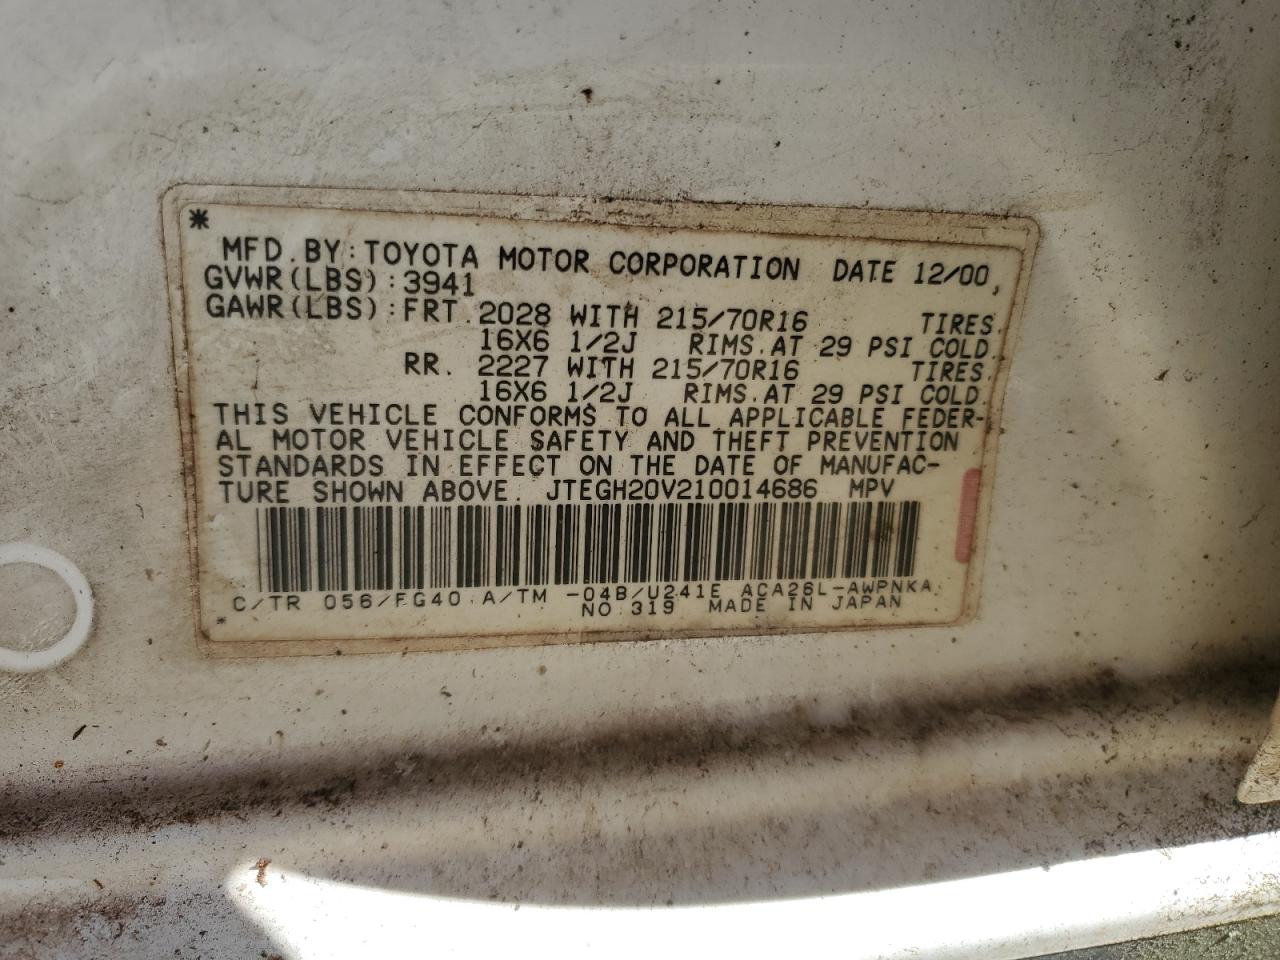 *
MFD. BY: TOYOTA MOTOR CORPORATION DATE 12/00,
GVWR(LBS): 3941
GAWR(LBS): FRT. 2028 WITH 215/70R16 TIRES.
16X6 1/2J RIMS. AT 29 PSI COLD.
RR. 2227 WITH 215/70R16 TIRES.
16X6 1/2J RIMS. AT 29 PSI COLD.
THIS VEHICLE CONFORMS TO ALL APPLICABLE FEDER-
AL MOTOR VEHICLE SAFETY AND THEFT PREVENTION
STANDARDS IN EFFECT ON THE DATE OF MANUFAC-
TURE SHOWN ABOVE. JTEGH20V210014686 MPV
C/TR 056/FG40 A/TM -04B/U241E ACA26L-AWPNKA
* NO.319 MADE IN JAPAN